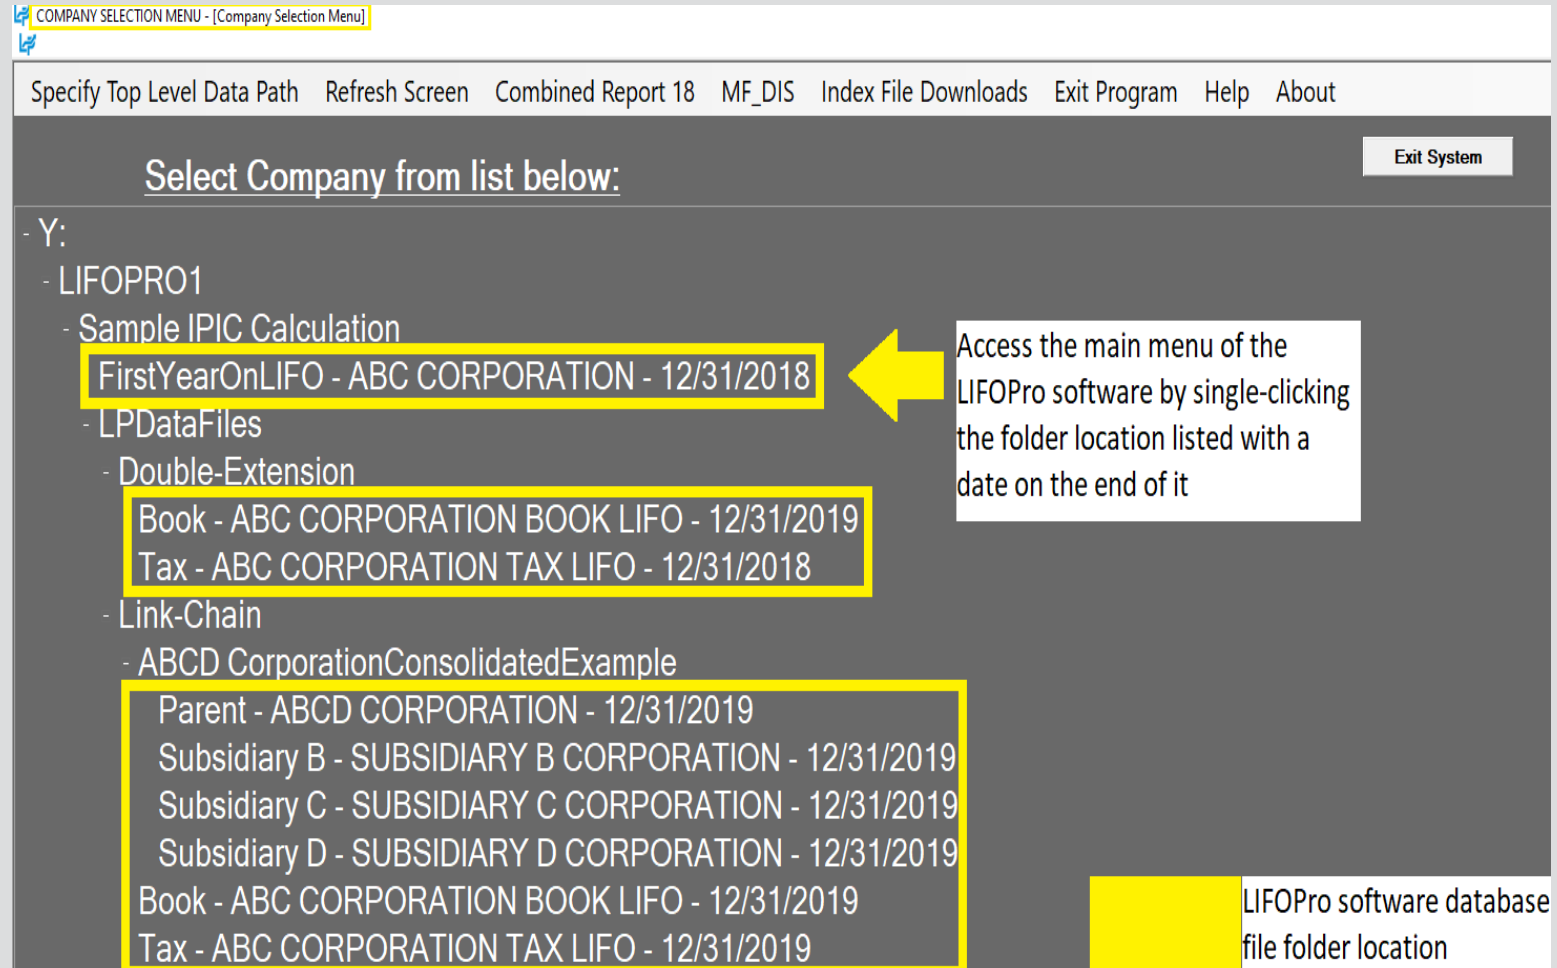 COMPANY SELECTION MENU - [Company Selection Menu]
Specify Top Level Data Path Refresh Screen Combined Report 18 MF_DIS Index File Downloads Exit Program Help About
Exit System
Select Company from list below:
- Y:
- LIFOPRO1
- Sample IPIC Calculation
FirstYearOnLIFO - ABC CORPORATION - 12/31/2018
- LPDataFiles
- Double-Extension
Book - ABC CORPORATION BOOK LIFO - 12/31/2019
Tax - ABC CORPORATION TAX LIFO - 12/31/2018
- Link-Chain
- ABCD CorporationConsolidatedExample
Parent - ABCD CORPORATION - 12/31/2019
Subsidiary B - SUBSIDIARY B CORPORATION - 12/31/2019
Subsidiary C - SUBSIDIARY C CORPORATION - 12/31/2019
Subsidiary D - SUBSIDIARY D CORPORATION - 12/31/2019
Book - ABC CORPORATION BOOK LIFO - 12/31/2019
Tax - ABC CORPORATION TAX LIFO - 12/31/2019
Access the main menu of the
LIFOPro software by single-clicking
the folder location listed with a
date on the end of it
LIFOPro software database
file folder location